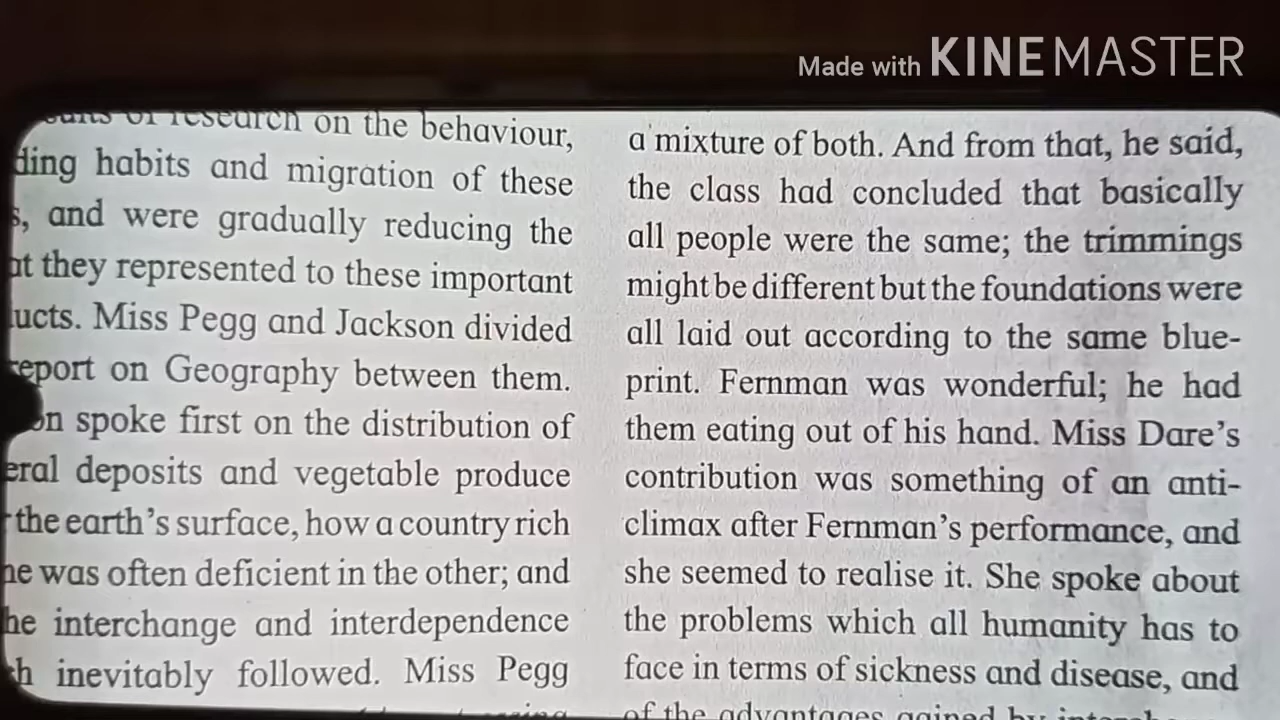 Made with KINEMASTER
of research on the behaviour,
habits and migration of these
and were gradually reducing the
they represented to these important
Miss Pegg and Jackson divided
report on Geography between them.
spoke first on the distribution of
deposits and vegetable produce
the earth's surface, how a country rich
was often deficient in the other; and
interchange and interdependence
inevitably followed. Miss Pegg
a mixture of both. And from that, he said,
the class had concluded that basically
all people were the same; the trimmings
might be different but the foundations were
all laid out according to the same blue-
print. Fernman was wonderful; he had
them eating out of his hand. Miss Dare's
contribution was something of an anti-
climax after Fernman's performance, and
she seemed to realise it. She spoke about
the problems which all humanity has to
face in terms of sickness and disease, and
of the advantages gained by